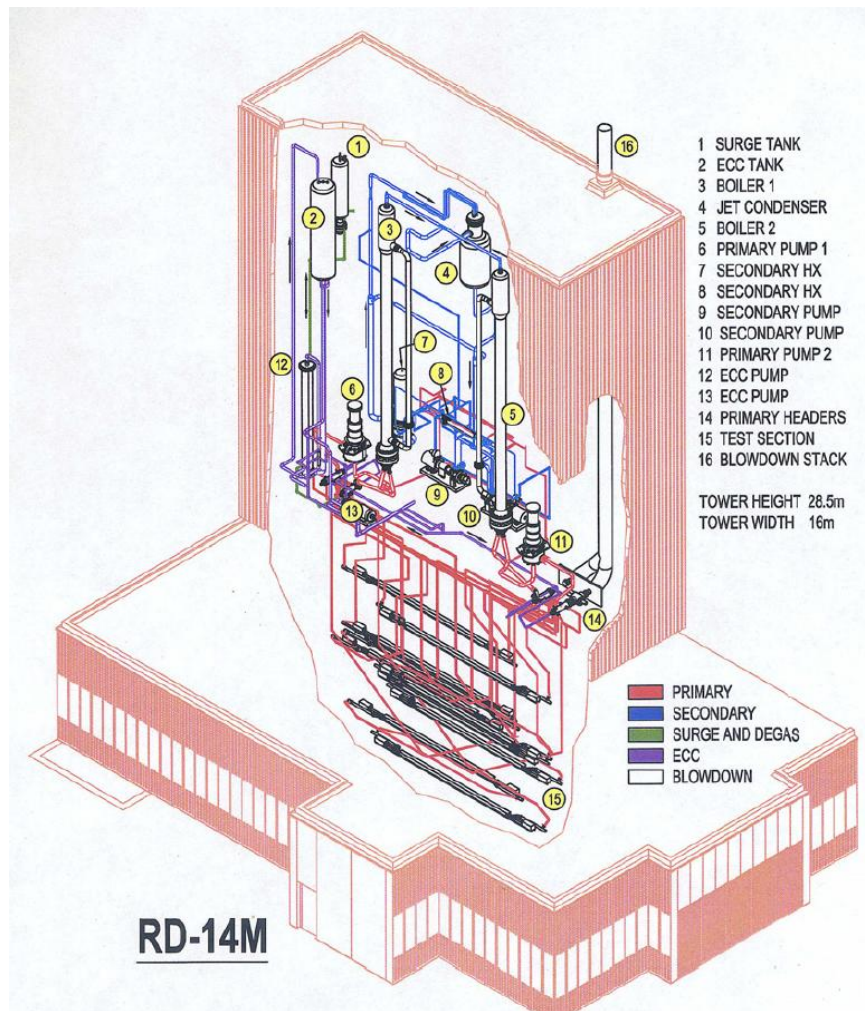 1
16
2
3
4
7
12
8
6
5
9
10
13
11
14
15
1 SURGE TANK
2 ECC TANK
3 BOILER 1
4 JET CONDENSER
5 BOILER 2
6 PRIMARY PUMP 1
7 SECONDARY HX
8 SECONDARY HX
9 SECONDARY PUMP
10 SECONDARY PUMP
11 PRIMARY PUMP 2
12 ECC PUMP
13 ECC PUMP
14 PRIMARY HEADERS
15 TEST SECTION
16 BLOWDOWN STACK
TOWER HEIGHT 28.5m
TOWER WIDTH 16m
PRIMARY
SECONDARY
SURGE AND DEGAS
ECC
BLOWDOWN
RD-14M